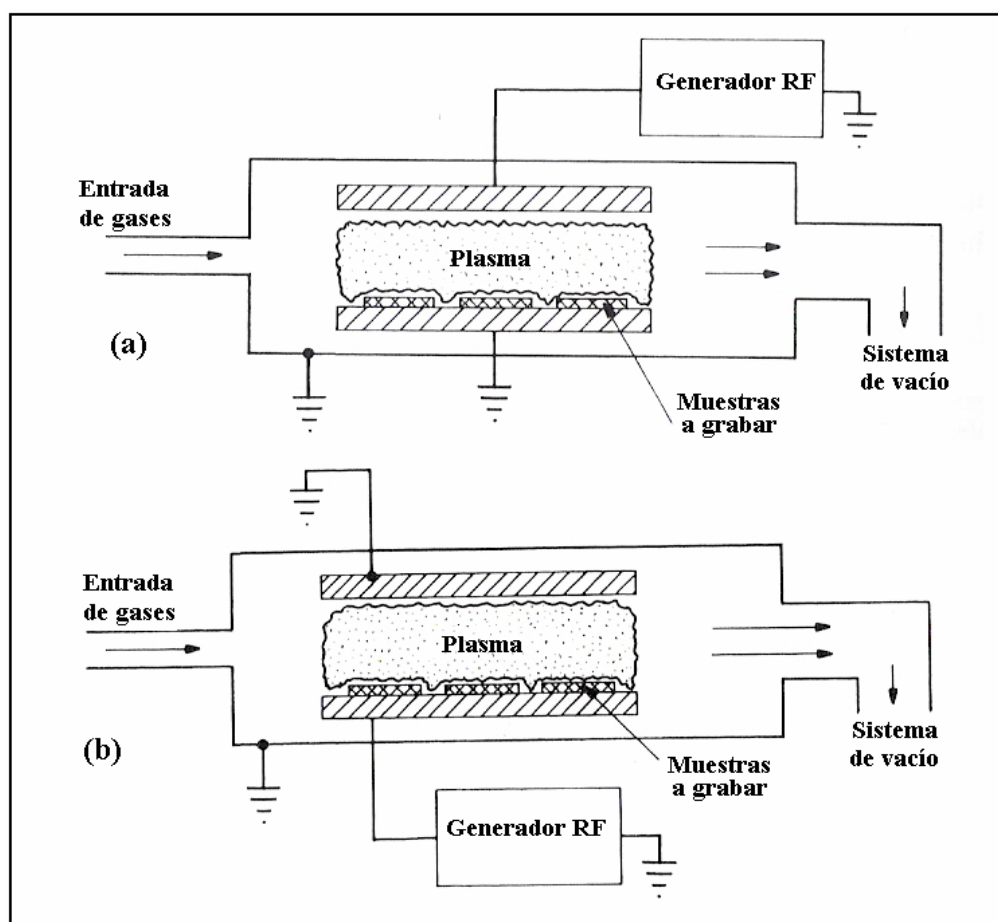 Generador RF
Entrada
de gases
Plasma
(a)
Sistema
de vacío
Muestras
a grabar
Entrada
de gases
Plasma
Sistema
de vacío
(b)
Muestras
a grabar
Generador RF